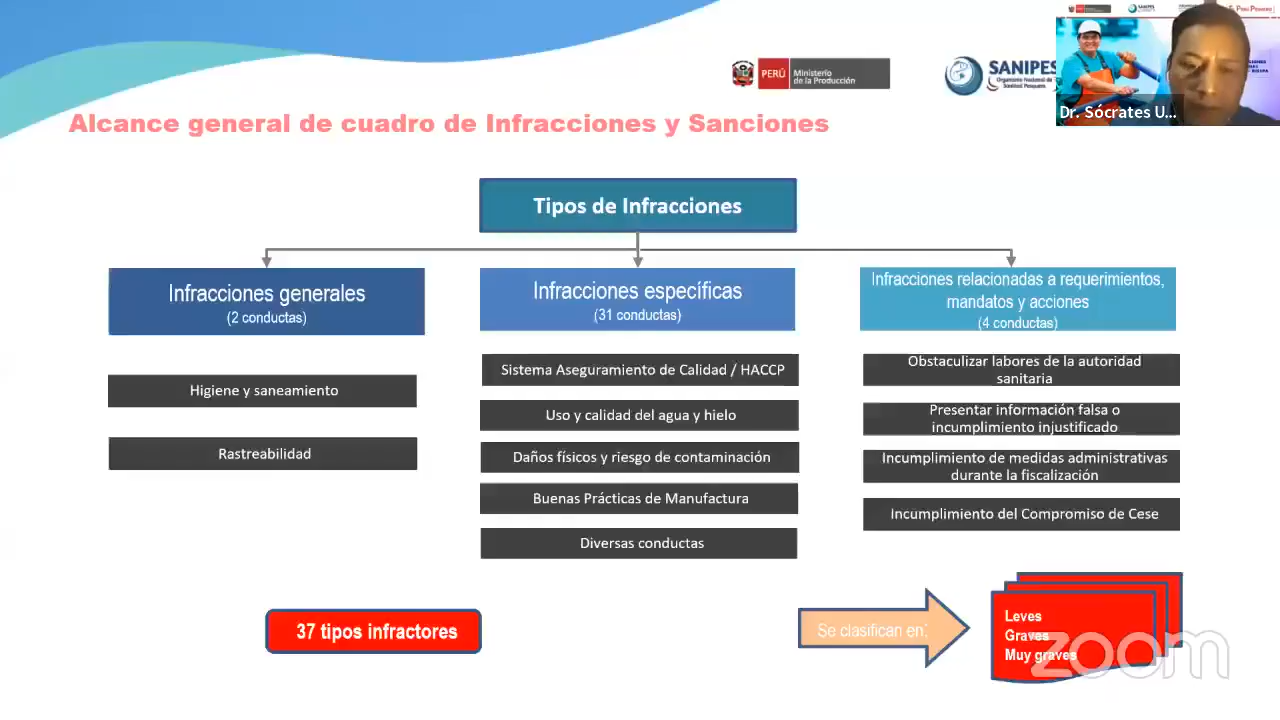 PERÚ
Ministerio
de la Producción
SANIPES
Organismo Nacional de
Sanidad Pesquera
Dr. Sócrates U...
Alcance general de cuadro de Infracciones y Sanciones
Tipos de Infracciones
Infracciones generales
(2 conductas)
Higiene y saneamiento
Rastreabilidad
Infracciones específicas
(31 conductas)
Sistema Aseguramiento de Calidad / HACCP
Uso y calidad del agua y hielo
Daños físicos y riesgo de contaminación
Buenas Prácticas de Manufactura
Diversas conductas
Infracciones relacionadas a requerimientos,
mandatos y acciones
(4 conductas)
Obstaculizar labores de la autoridad
sanitaria
Presentar información falsa o
incumplimiento injustificado
Incumplimiento de medidas administrativas
durante la fiscalización
Incumplimiento del Compromiso de Cese
37 tipos infractores
Se clasifican en:
Leves
Graves
Muy graves
zoom